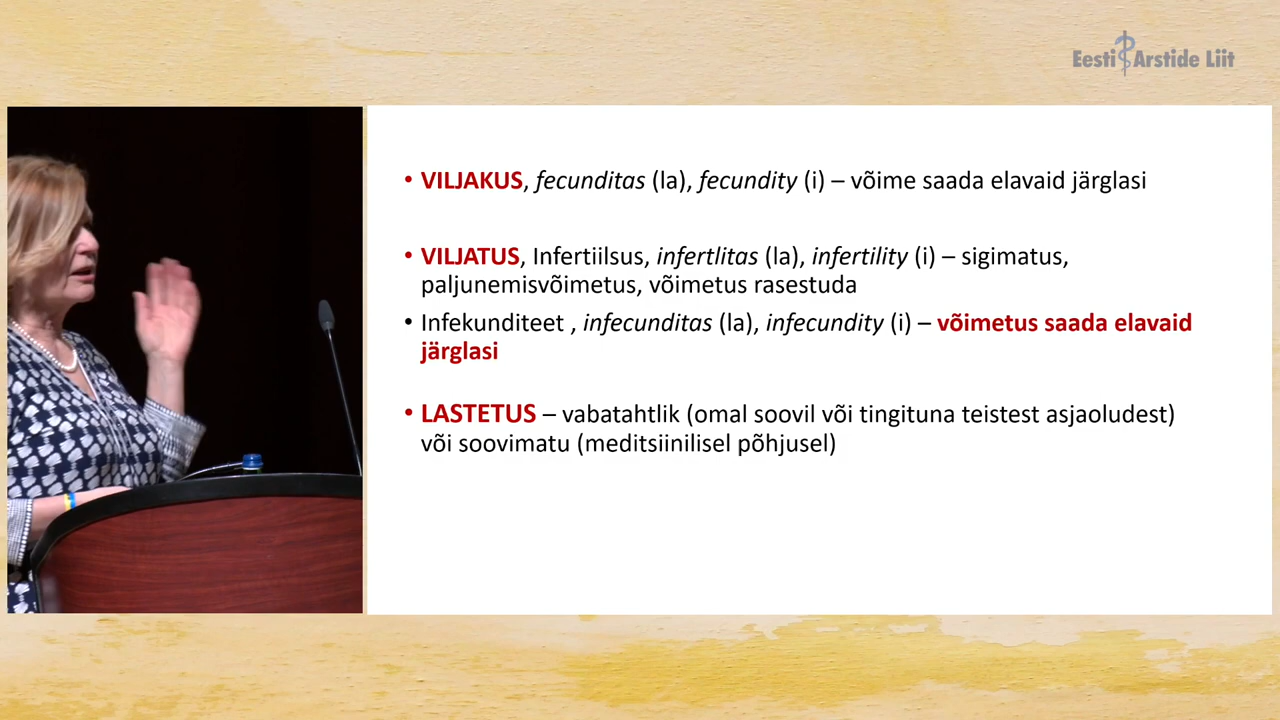 Eesti Arstide Liit
• VILJAKUS, fecunditas (la), fecundity (i) – võime saada elavaid järglasi
• VILJATUS, Infertiilsus, infertlitas (la), infertility (i) – sigimatus,
paljunemisvõimetus, võimetus rasestuda
• Infekunditeet , infecunditas (la), infecundity (i) – võimetus saada elavaid
järglasi
• LASTETUS – vabatahtlik (omal soovil või tingituna teistest asjaoludest)
või soovimatu (meditsiinilisel põhjusel)